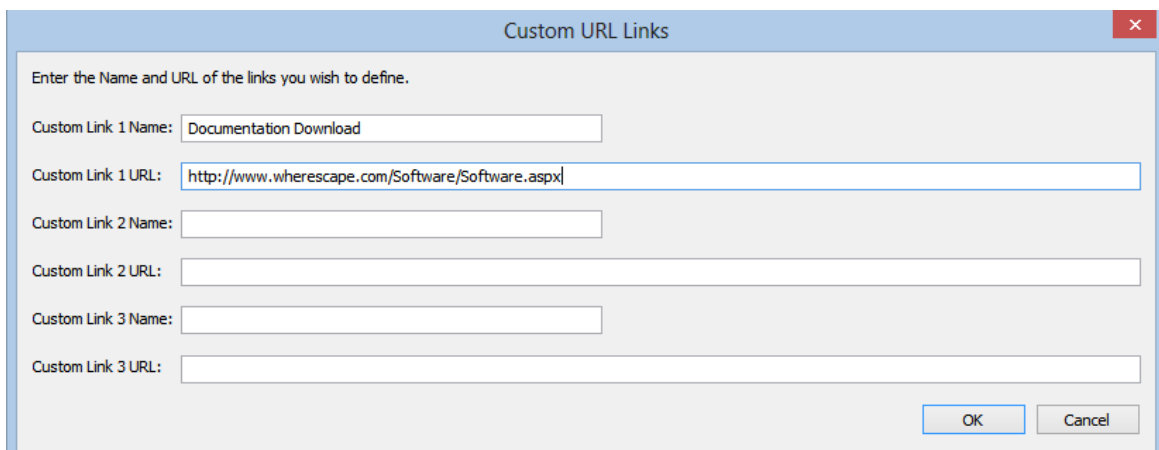 Custom URL Links
Enter the Name and URL of the links you wish to define.
Custom Link 1 Name: Documentation Download
Custom Link 1 URL: http://www.wherescape.com/Software/Software.aspx
Custom Link 2 Name:
Custom Link 2 URL:
Custom Link 3 Name:
Custom Link 3 URL:
OK Cancel